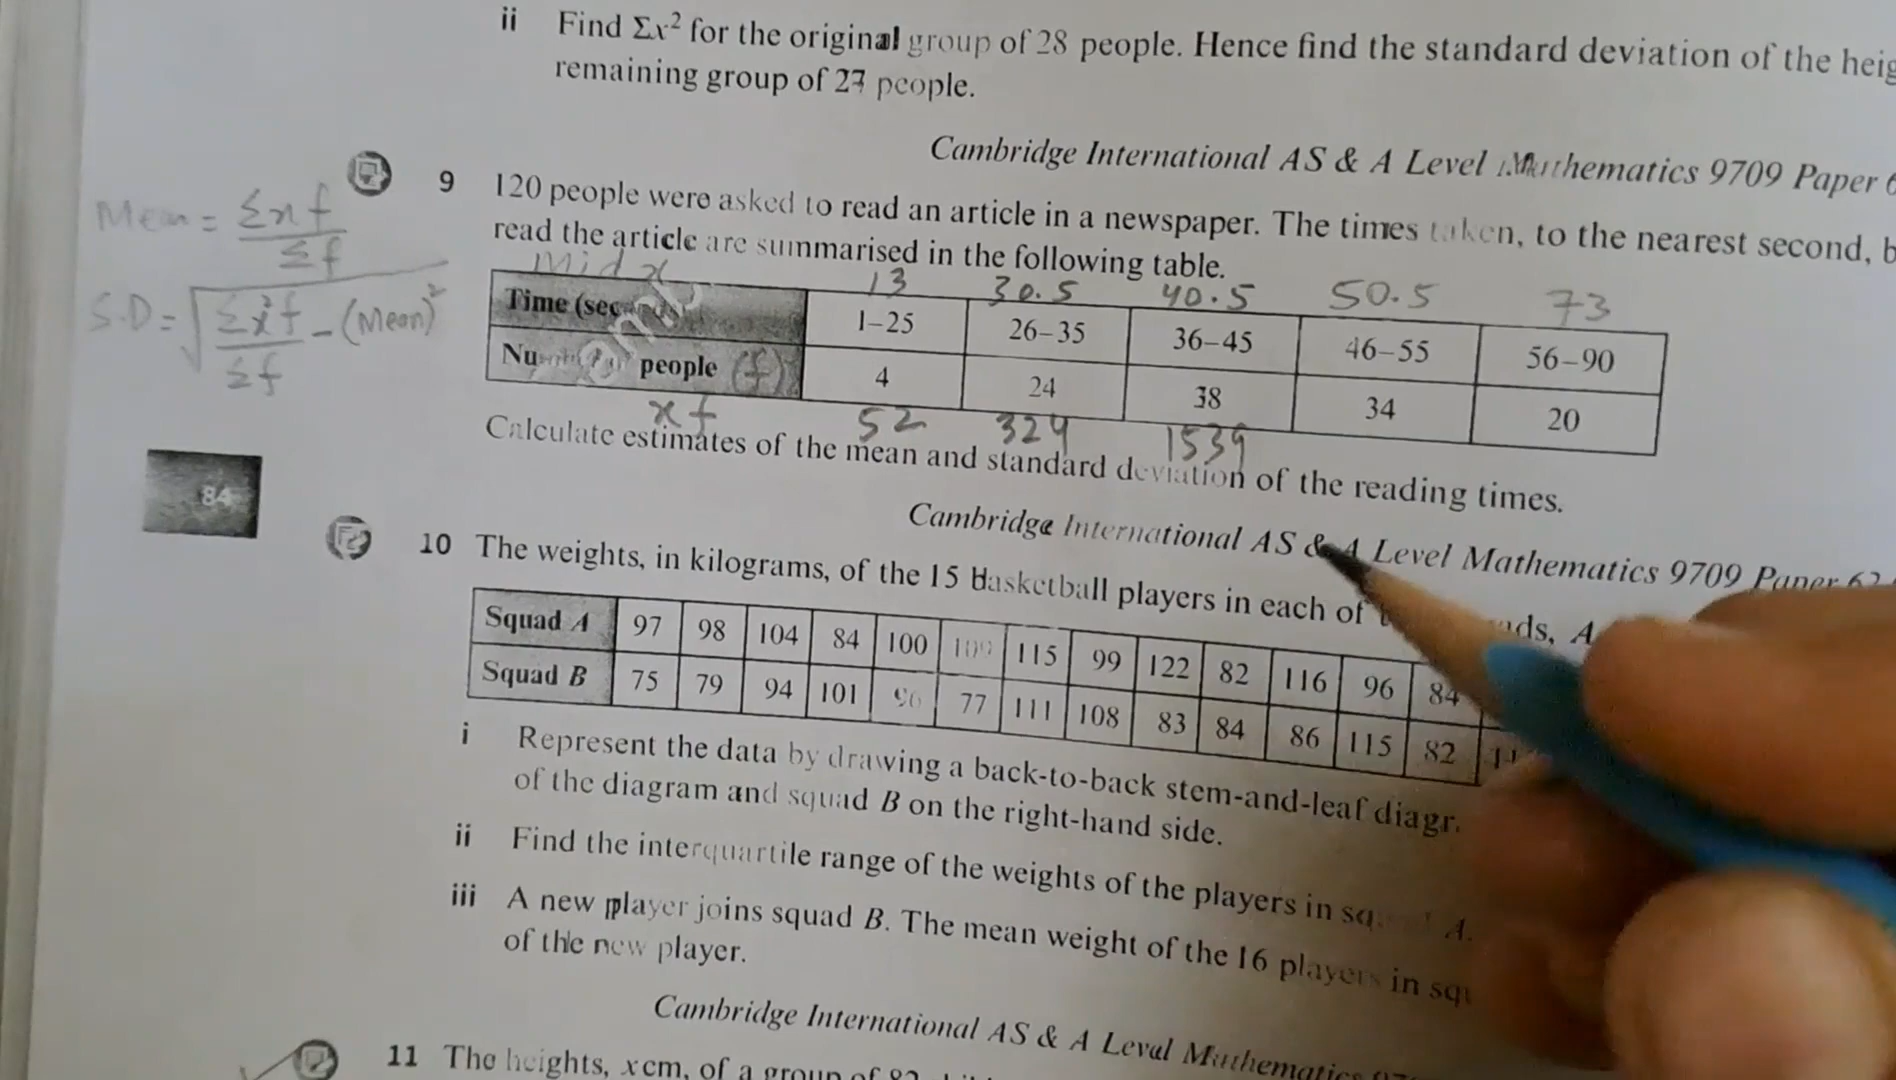 ii Find Σx² for the original group of 28 people. Hence find the standard deviation of the heig
remaining group of 27 people.
Cambridge International AS & A Level Mathematics 9709 Paper 6
9 120 people were asked to read an article in a newspaper. The times taken, to the nearest second, b
read the article are summarised in the following table.
Mean = Σxf / Σf
S.D = √(Σx²f / Σf - (Mean)²)
Mid x 13 30.5 40.5 50.5 73
Time (sec 1–25 26–35 36–45 46–55 56–90
people (f) 4 24 38 34 20
xf 52 324 1539
Calculate estimates of the mean and standard deviation of the reading times.
84
Cambridge International AS & A Level Mathematics 9709 Paper 62
10 The weights, in kilograms, of the 15 basketball players in each of A
Squad A 97 98 104 84 100 109 115 99 122 82 116 96 84
Squad B 75 79 94 101 96 77 111 108 83 84 86 115 82
i Represent the data by drawing a back-to-back stem-and-leaf diagr
of the diagram and squad B on the right-hand side.
ii Find the interquartile range of the weights of the players in squad A.
iii A new player joins squad B. The mean weight of the 16 players in squ
of the new player.
Cambridge International AS & A Level Mathematics
11 The heights, x cm, of a group of 82